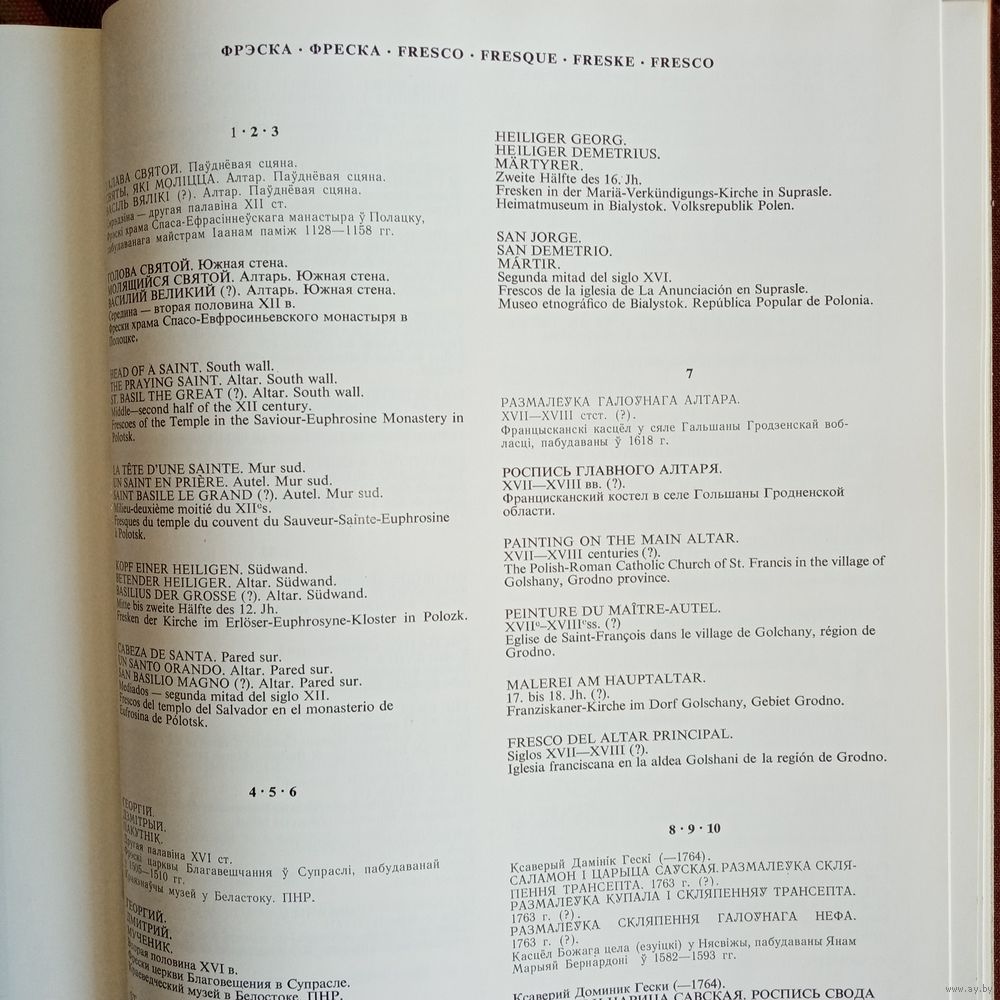 ФРЭСКА · ФРЕСКА · FRESCO · FRESQUE · FRESKE · FRESCO
1 · 2 · 3
СВЯТОЙ. Паўднёвая сцяна.
ЯКІ МОЛІЦЦА. Алтар. Паўднёвая сцяна.
ВЯЛІКІ (?). Алтар. Паўднёвая сцяна.
— другая палавіна XII ст.
храма Спаса-Ефрасіннеўскага манастыра ў Полацку,
майстрам Іаанам паміж 1128—1158 гг.
ГОЛОВА СВЯТОЙ. Южная стена.
МОЛЯЩИЙСЯ СВЯТОЙ. Алтарь. Южная стена.
ВАСИЛИЙ ВЕЛИКИЙ (?). Алтарь. Южная стена.
Середина — вторая половина XII в.
Фрески храма Спасо-Евфросиньевского монастыря в
Полоцке.
HEAD OF A SAINT. South wall.
THE PRAYING SAINT. Altar. South wall.
ST. BASIL THE GREAT (?). Altar. South wall.
Middle—second half of the XII century.
Frescoes of the Temple in the Saviour-Euphrosine Monastery in
Polotsk.
LA TÊTE D'UNE SAINTE. Mur sud.
UN SAINT EN PRIÈRE. Autel. Mur sud.
SAINT BASILE LE GRAND (?). Autel. Mur sud.
Milieu-deuxième moitié du XIIᵉs.
Fresques du temple du couvent du Sauveur-Sainte-Euphrosine
à Polotsk.
KOPF EINER HEILIGEN. Südwand.
BETENDER HEILIGER. Altar. Südwand.
BASILIUS DER GROSSE (?). Altar. Südwand.
Mitte bis zweite Hälfte des 12. Jh.
Fresken der Kirche im Erlöser-Euphrosyne-Kloster in Polozk.
CABEZA DE SANTA. Pared sur.
UN SANTO ORANDO. Altar. Pared sur.
SAN BASILIO MAGNO (?). Altar. Pared sur.
Mediados — segunda mitad del siglo XII.
Frescos del templo del Salvador en el monasterio de
Eufrosina de Pólotsk.
4 · 5 · 6
ГЕОРГІЙ.
ДЗМІТРЫЙ.
ПАКУТНІК.
Другая палавіна XVI ст.
Фрэскі царквы Благавешчання ў Супраслі, пабудаванай
1505—1510 гг.
музей у Беластоку. ПНР.
ГЕОРГИЙ.
ДМИТРИЙ.
МУЧЕНИК.
Вторая половина XVI в.
Фрески церкви Благовещения в Супрасле.
Краеведческий музей в Белостоке. ПНР.
HEILIGER GEORG.
HEILIGER DEMETRIUS.
MÄRTYRER.
Zweite Hälfte des 16. Jh.
Fresken in der Mariä-Verkündigungs-Kirche in Suprasle.
Heimatmuseum in Bialystok. Volksrepublik Polen.
SAN JORGE.
SAN DEMETRIO.
MÁRTIR.
Segunda mitad del siglo XVI.
Frescos de la iglesia de La Anunciación en Suprasle.
Museo etnográfico de Bialystok. República Popular de Polonia.
7
РАЗМАЛЕЎКА ГАЛОЎНАГА АЛТАРА.
XVII—XVIII стст. (?).
Францысканскі касцёл у сяле Гальшаны Гродзенскай воб-
ласці, пабудаваны ў 1618 г.
РОСПИСЬ ГЛАВНОГО АЛТАРЯ.
XVII—XVIII вв. (?).
Францисканский костел в селе Гольшаны Гродненской
области.
PAINTING ON THE MAIN ALTAR.
XVII—XVIII centuries (?).
The Polish-Roman Catholic Church of St. Francis in the village of
Golshany, Grodno province.
PEINTURE DU MAÎTRE-AUTEL.
XVIIᵉ–XVIIIᵉss. (?)
Eglise de Saint-François dans le village de Golchany, région de
Grodno.
MALEREI AM HAUPTALTAR.
17. bis 18. Jh. (?).
Franziskaner-Kirche im Dorf Golschany, Gebiet Grodno.
FRESCO DEL ALTAR PRINCIPAL.
Siglos XVII—XVIII (?).
Iglesia franciscana en la aldea Golshani de la región de Grodno.
8 · 9 · 10
Ксаверый Дамінік Гескі (—1764).
САЛАМОН І ЦАРЫЦА САЎСКАЯ. РАЗМАЛЕЎКА СКЛЯ-
ПЕННЯ ТРАНСЕПТА. 1763 г. (?).
РАЗМАЛЕЎКА КУПАЛА І СКЛЯПЕННЯЎ ТРАНСЕПТА.
1763 г. (?).
РАЗМАЛЕЎКА СКЛЯПЕННЯ ГАЛОЎНАГА НЕФА.
1763 г. (?).
Касцёл Божага цела (езуіцкі) у Нясвіжы, пабудаваны Янам
Марыяй Бернардоні ў 1582—1593 гг.
Ксаверий Доминик Гески (—1764).
ЦАРИЦА САВСКАЯ. РОСПИСЬ СВОДА
www.ay.by